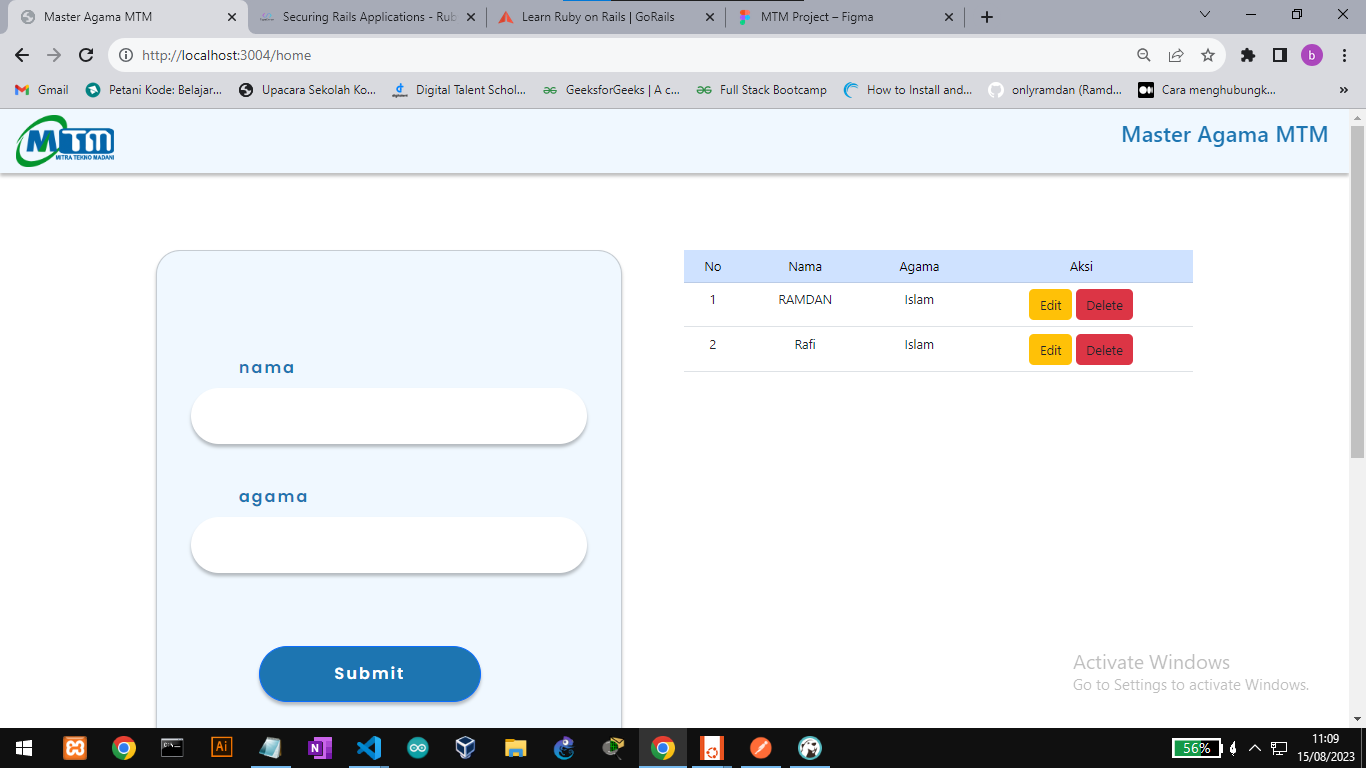 Master Agama MTM
Securing Rails Applications - Rub
Learn Ruby on Rails | GoRails
MTM Project – Figma
http://localhost:3004/home
b
Gmail
Petani Kode: Belajar...
Upacara Sekolah Ko...
Digital Talent Schol...
GeeksforGeeks | A c...
Full Stack Bootcamp
How to Install and...
onlyramdan (Ramd...
Cara menghubungk...
»
MTM
MITRA TEKNO MADANI
Master Agama MTM
nama
agama
Submit
No Nama Agama Aksi
1 RAMDAN Islam Edit Delete
2 Rafi Islam Edit Delete
Activate Windows
Go to Settings to activate Windows.
Ai
N
56%
11:09
15/08/2023